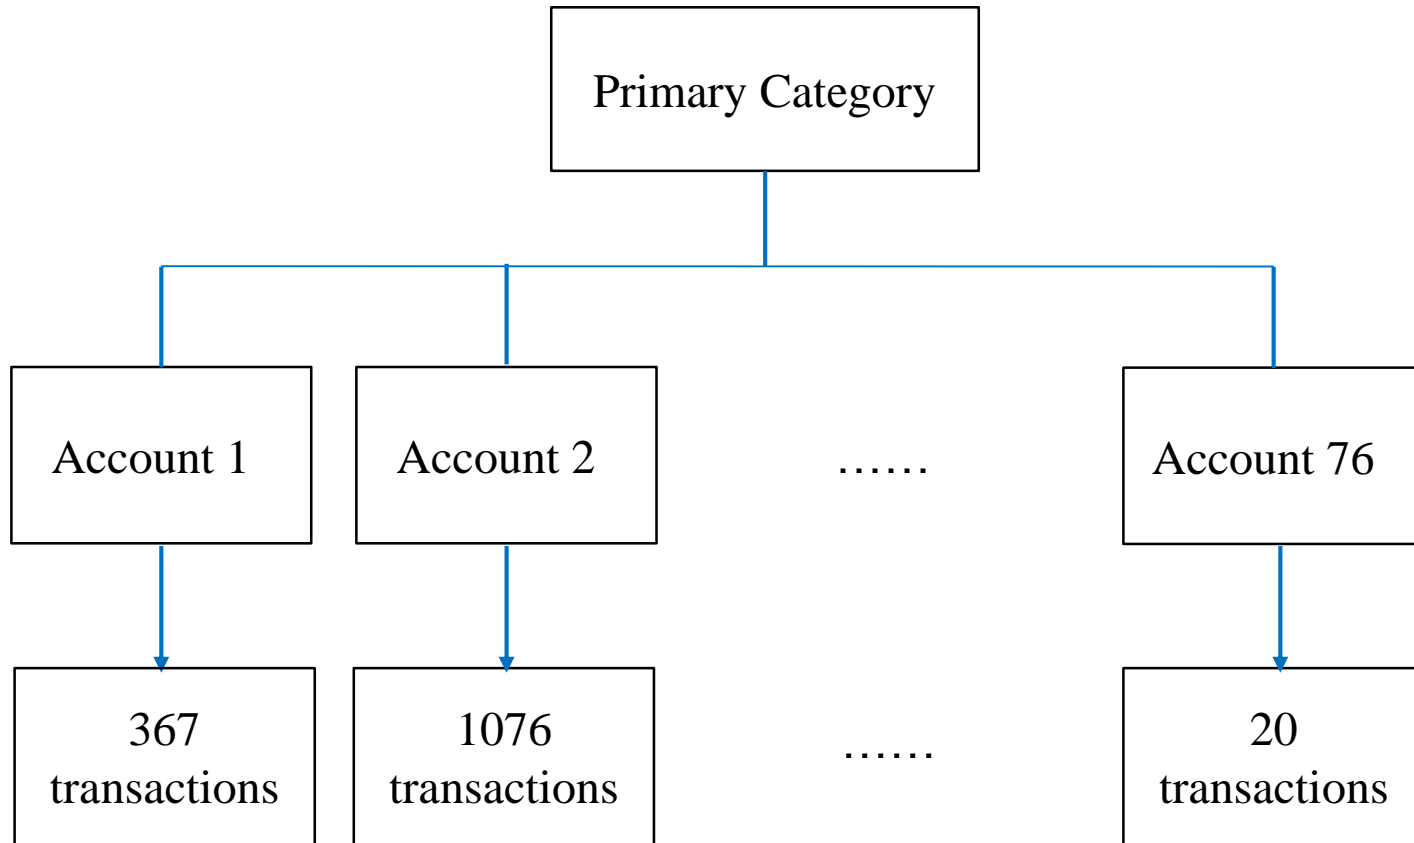 Primary Category
Account 1
Account 2
……
Account 76
367
transactions
1076
transactions
……
20
transactions